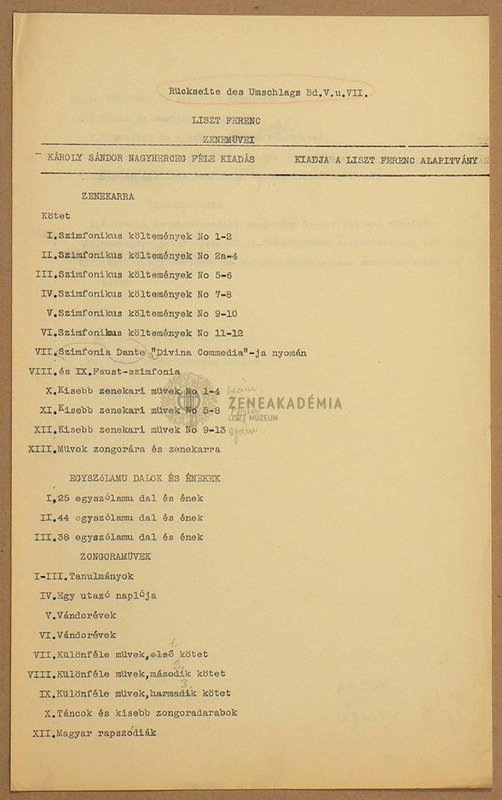 Rückseite des Umschlags Bd.V.u.VII.
LISZT FERENC
ZENEMÜVEI
- KÁROLY SÁNDOR NAGYHERCEG FÉLE KIADÁS KIADJA A LISZT FERENC ALAPITVÁNY
ZENEKARRA
Kötet
I.Szimfonikus költemények No 1-2
II.Szimfonikus költemények No 2a-4
III.Szimfonikus költemények No 5-6
IV.Szimfonikus költemények No 7-8
V.Szimfonikus költemények No 9-10
VI.Szimfonikus költemények No 11-12
VII.Szimfonia Dante "Divina Commedia"-ja nyomán
VIII.és IX.Faust-szimfonia
X.Kisebb zenekari müvek No 1-4 szám
ZENEAKADÉMIA
XI.Kisebb zenekari müvek No 5-8
LISZT MÚZEUM
XII.Kisebb zenekari müvek No 9-13 szám
XIII.Müvek zongorára és zenekarra
EGYSZÓLAMU DALOK ÉS ÉNEKEK
I.25 egyszólamu dal és ének
II.44 egyszólamu dal és ének
III.38 egyszólamu dal és ének
ZONGORAMÜVEK
I-III.Tanulmányok
IV.Egy utazó naplója
V.Vándorévek
VI.Vándorévek
1.
VII.Különféle müvek,első kötet
2.
VIII.Különféle müvek,második kötet
3.
IX.Különféle müvek,harmadik kötet
X.Táncok és kisebb zongoradarabok
XII.Magyar rapszódiák